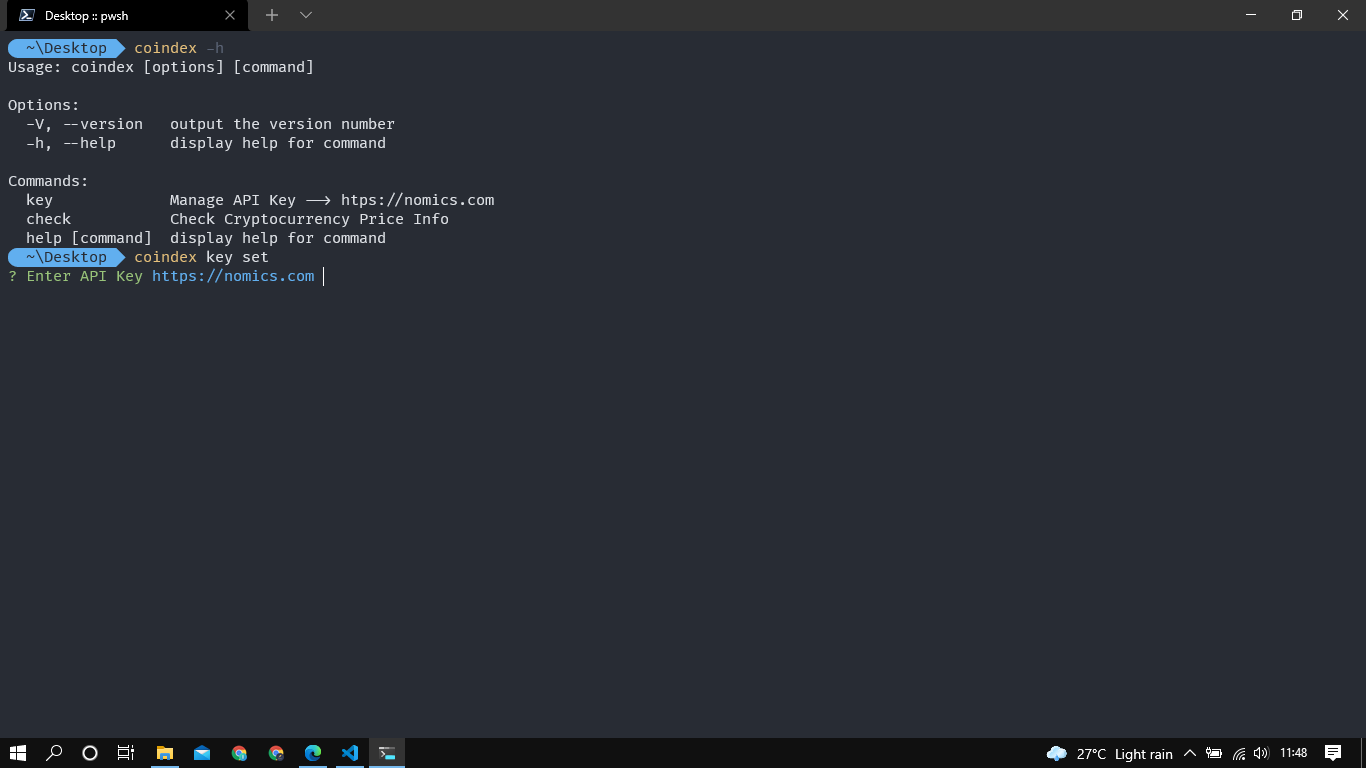 Desktop :: pwsh
~\Desktop coindex -h
Usage: coindex [options] [command]
Options:
-V, --version output the version number
-h, --help display help for command
Commands:
key Manage API Key --> htps://nomics.com
check Check Cryptocurrency Price Info
help [command] display help for command
~\Desktop coindex key set
? Enter API Key https://nomics.com
27°C Light rain 11:48